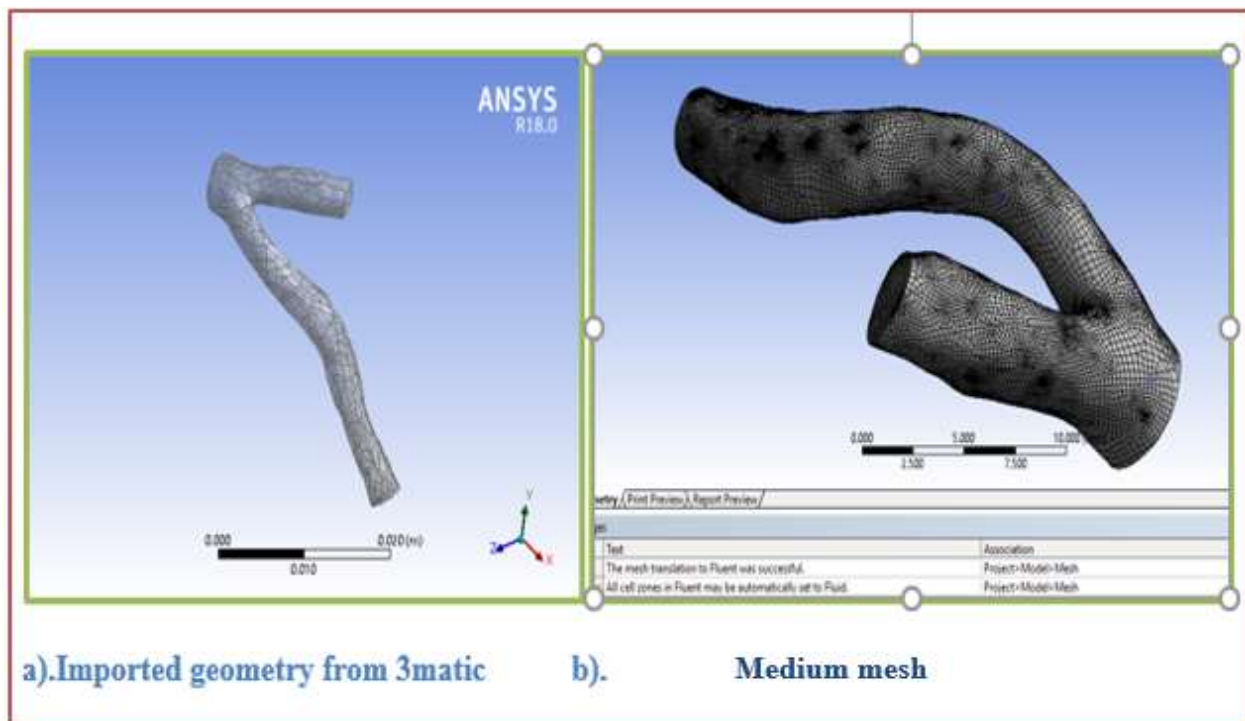 ANSYS
R18.0
Y
Z
X
0.000
0.020 (m)
0.010
0.000
5.000
10.000
2.500
7.500
Print Preview
Report Preview
Text
Association
The mesh translation to Fluent was successful.
Project>Model>Mesh
All cell zones in Fluent may be automatically set to Fluid.
Project>Model>Mesh
a).Imported geometry from 3matic
b). Medium mesh